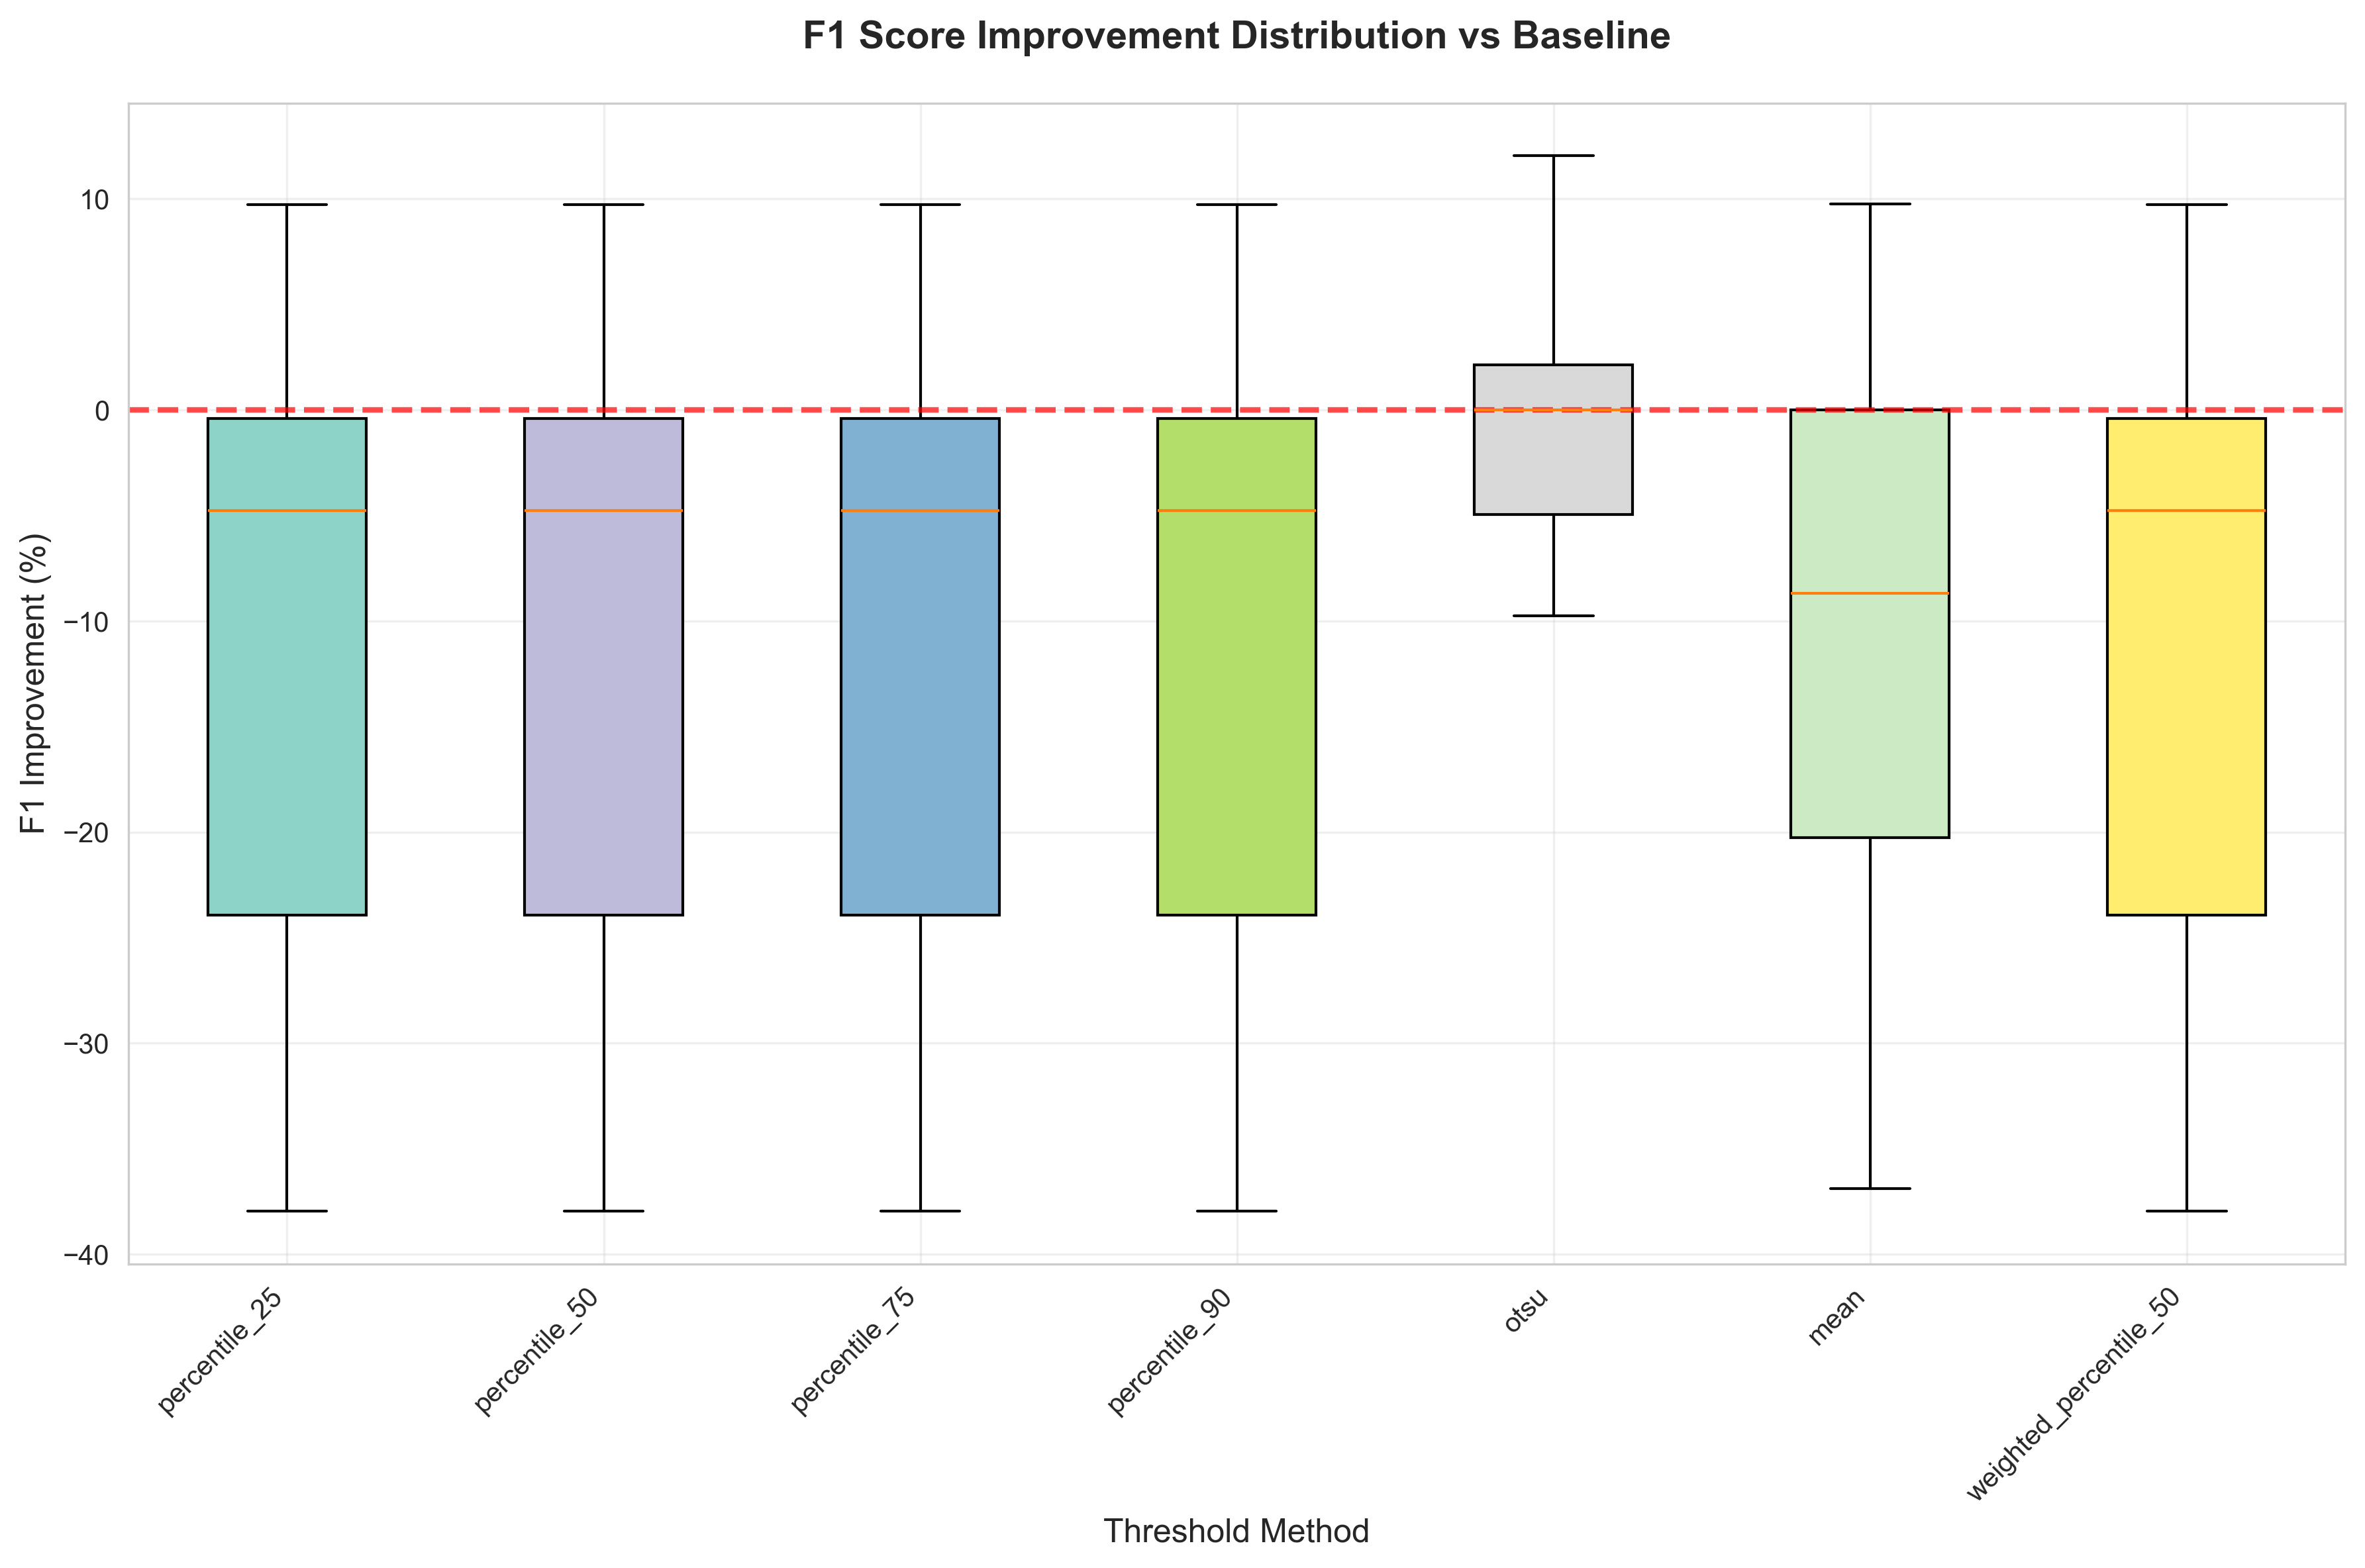 F1 Score Improvement Distribution vs Baseline
F1 Improvement (%)
10
0
−10
−20
−30
−40
percentile_25
percentile_50
percentile_75
percentile_90
otsu
mean
weighted_percentile_50
Threshold Method